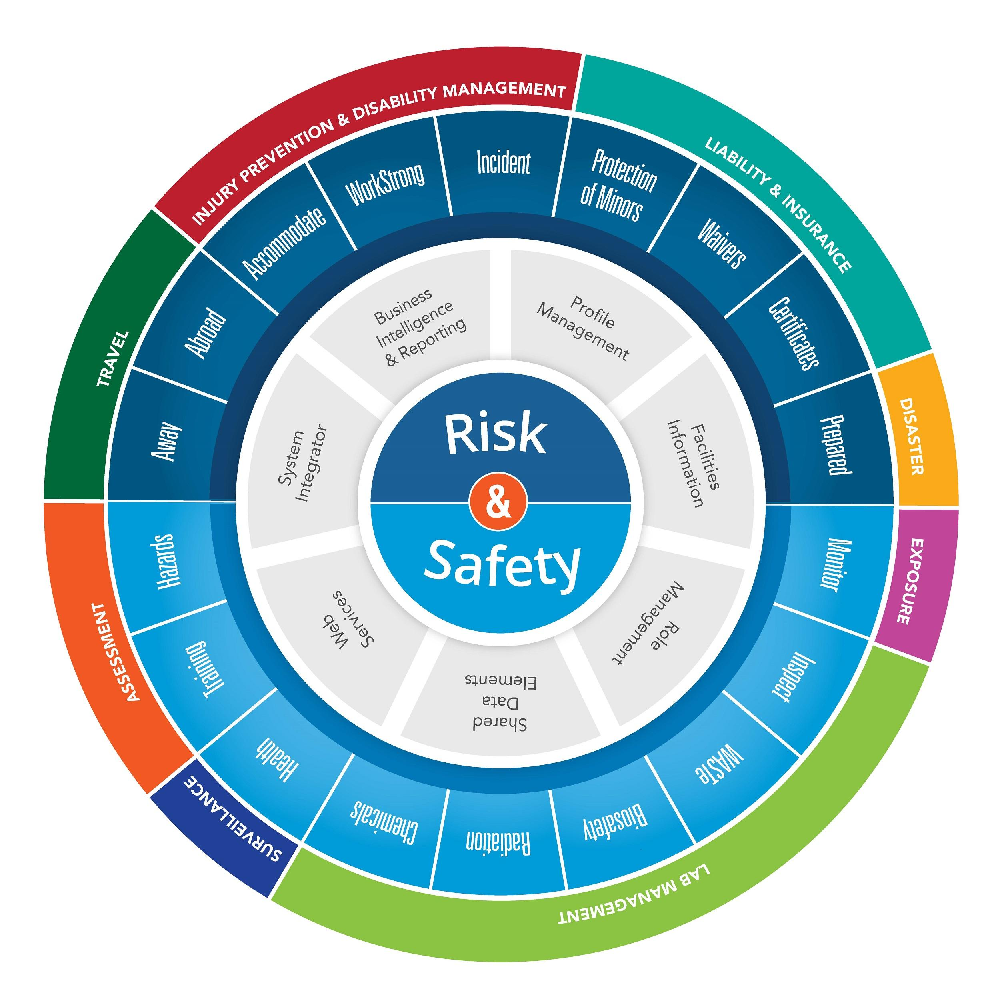 INJURY PREVENTION & DISABILITY MANAGEMENT
LIABILITY & INSURANCE
DISASTER
EXPOSURE
LAB MANAGEMENT
SURVEILLANCE
ASSESSMENT
TRAVEL
Incident
Protection
of Minors
Waivers
Certificates
Prepared
Monitor
Inspect
WASTe
Biosafety
Radiation
Chemicals
Health
Training
Hazards
Away
Abroad
Accommodate
WorkStrong
Profile
Management
Facilities
Information
Role
Management
Shared
Data
Elements
Web
Services
System
Integrator
Business
Intelligence
& Reporting
Risk
&
Safety